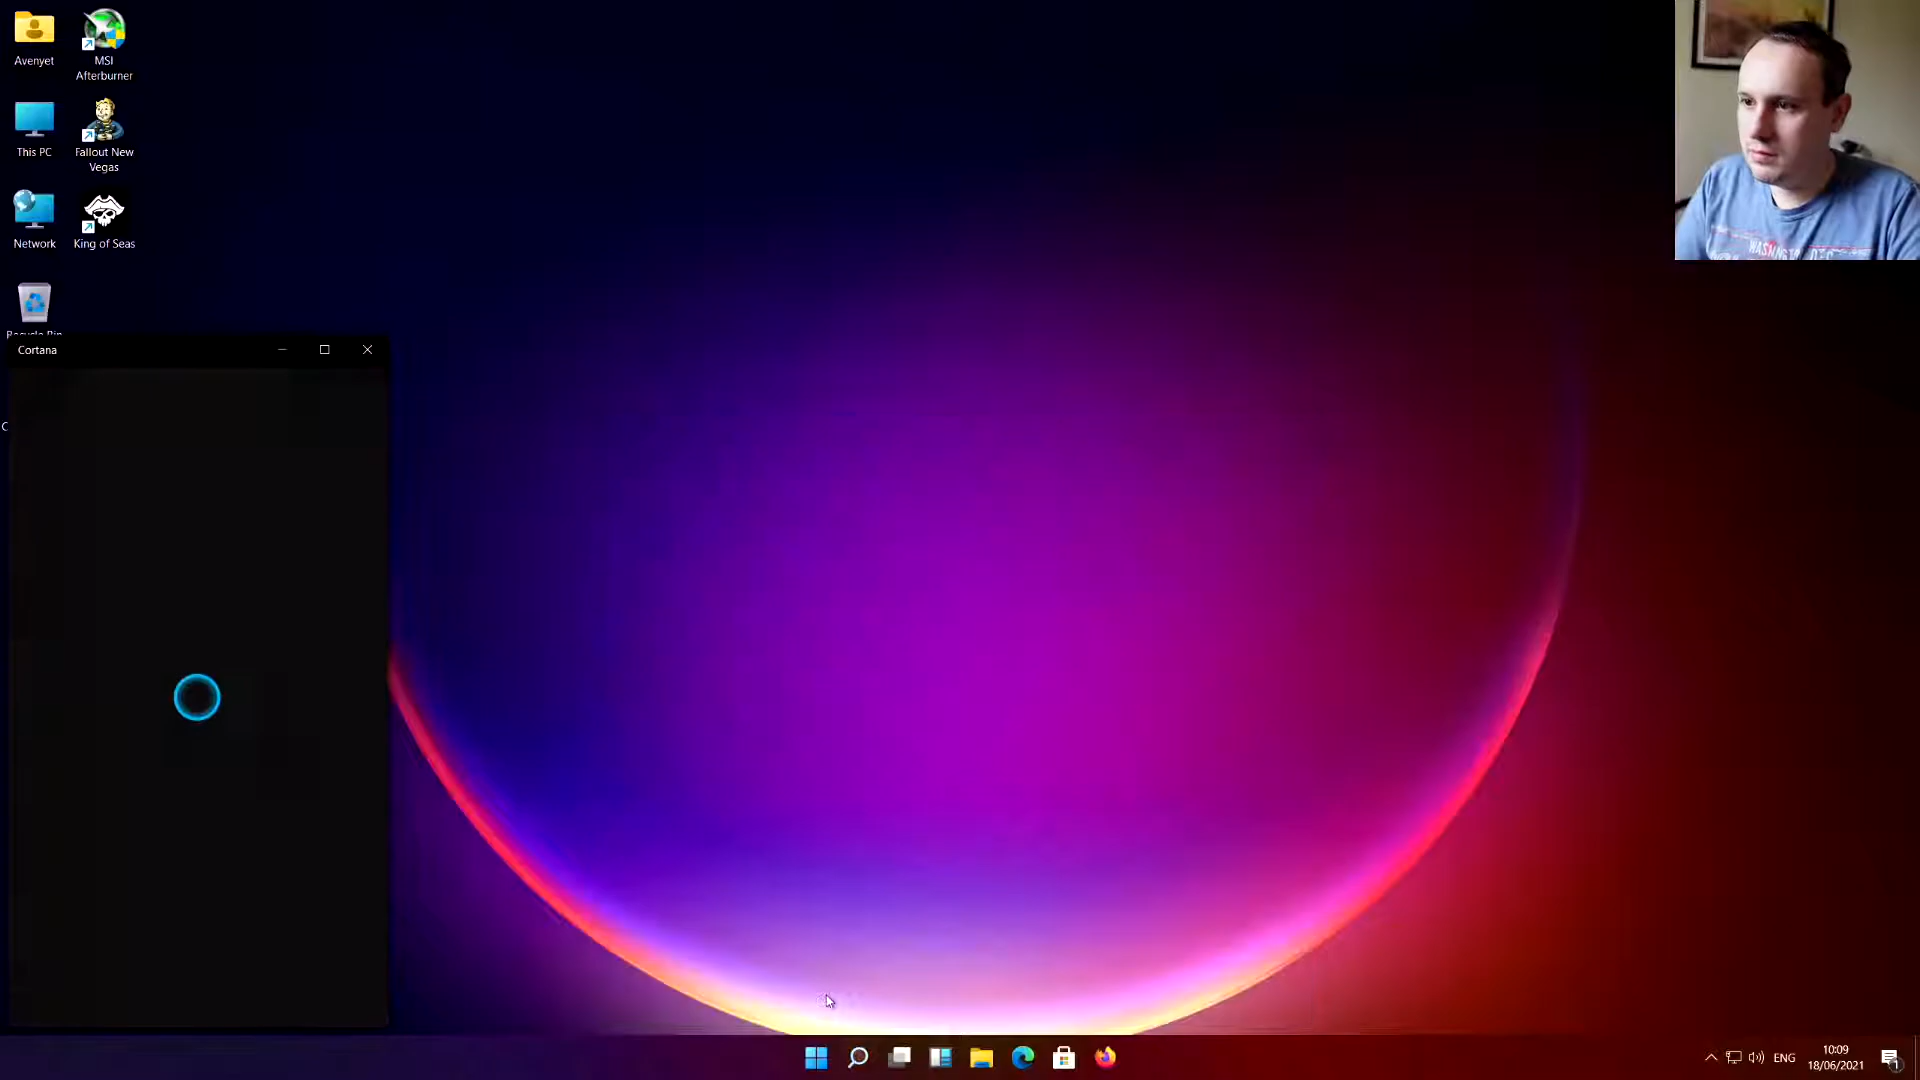 Avenyet
MSI
Afterburner
This PC
Fallout New
Vegas
Network
King of Seas
Cortana
ENG
10:09
18/06/2021
1